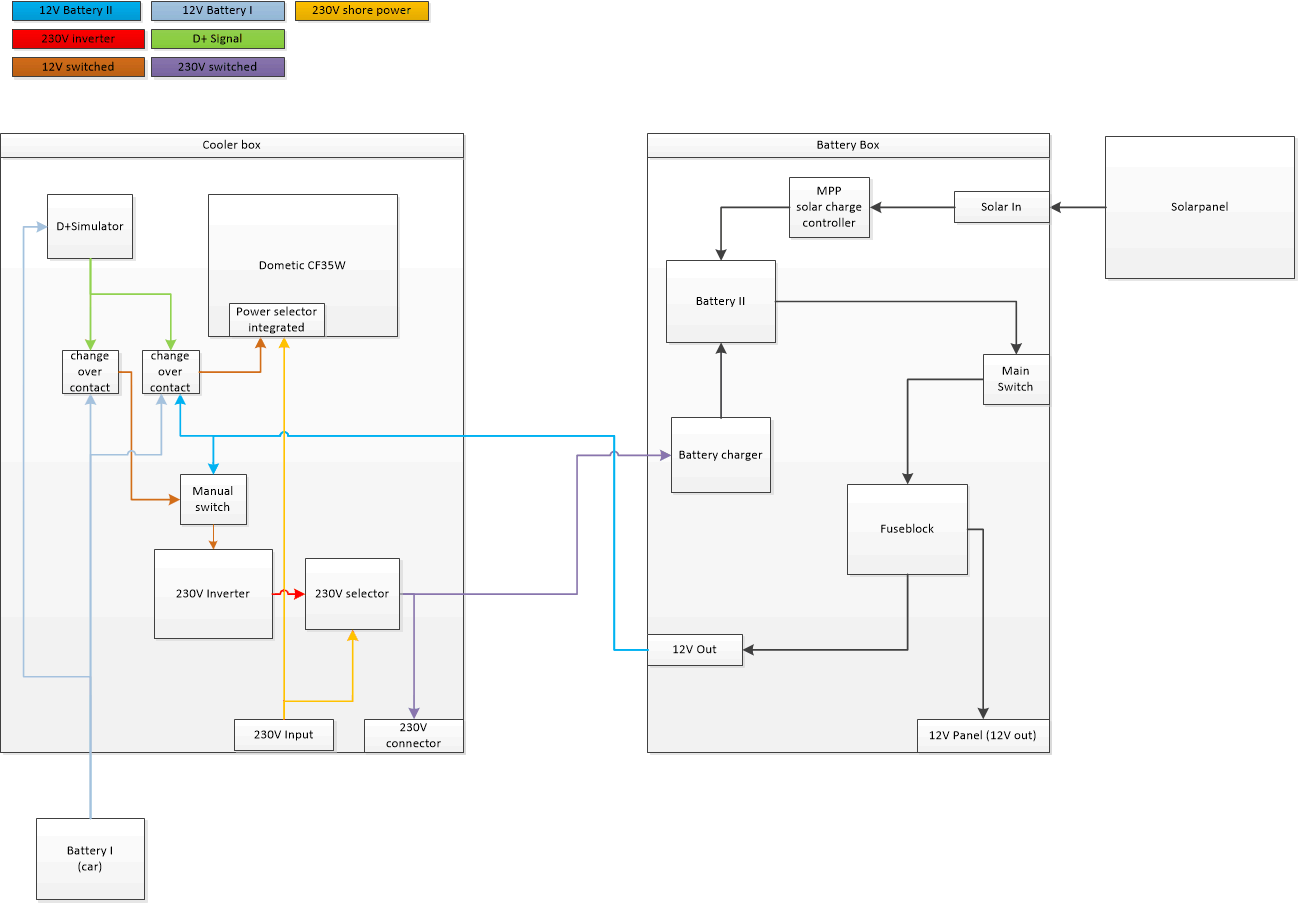 12V Battery II
12V Battery I
230V shore power
230V inverter
D+ Signal
12V switched
230V switched
Cooler box
D+Simulator
Dometic CF35W
Power selector
integrated
change
over
contact
change
over
contact
Manual
switch
230V Inverter
230V selector
230V Input
230V
connector
Battery I
(car)
Battery Box
MPP
solar charge
controller
Solar In
Solarpanel
Battery II
Main
Switch
Battery charger
Fuseblock
12V Out
12V Panel (12V out)